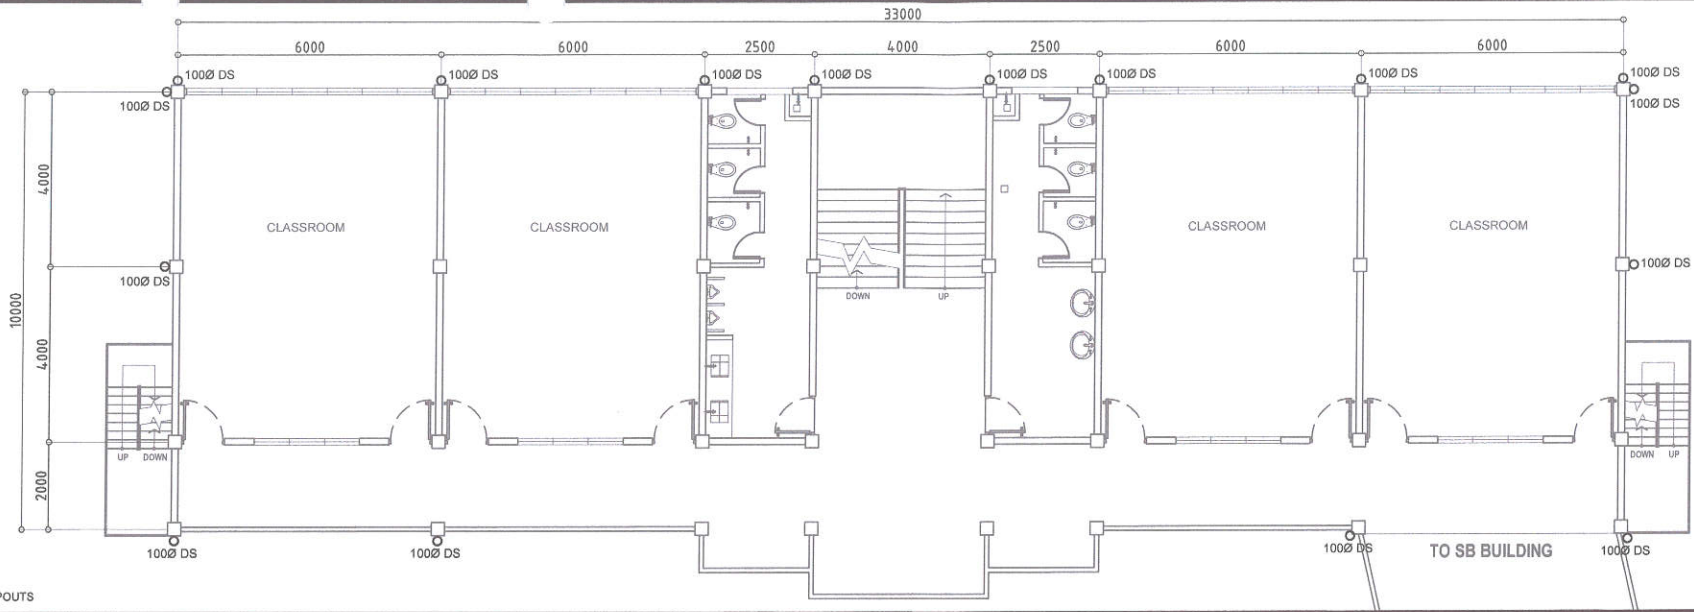 33000
6000 6000 2500 4000 2500 6000 6000
100Ø DS 100Ø DS 100Ø DS 100Ø DS 100Ø DS 100Ø DS 100Ø DS
100Ø DS 100Ø DS
4000
CLASSROOM CLASSROOM CLASSROOM CLASSROOM
100Ø DS 100Ø DS
DOWN UP
10000
4000
UP DOWN DOWN UP
2000
100Ø DS 100Ø DS 100Ø DS TO SB BUILDING 100Ø DS
POUTS